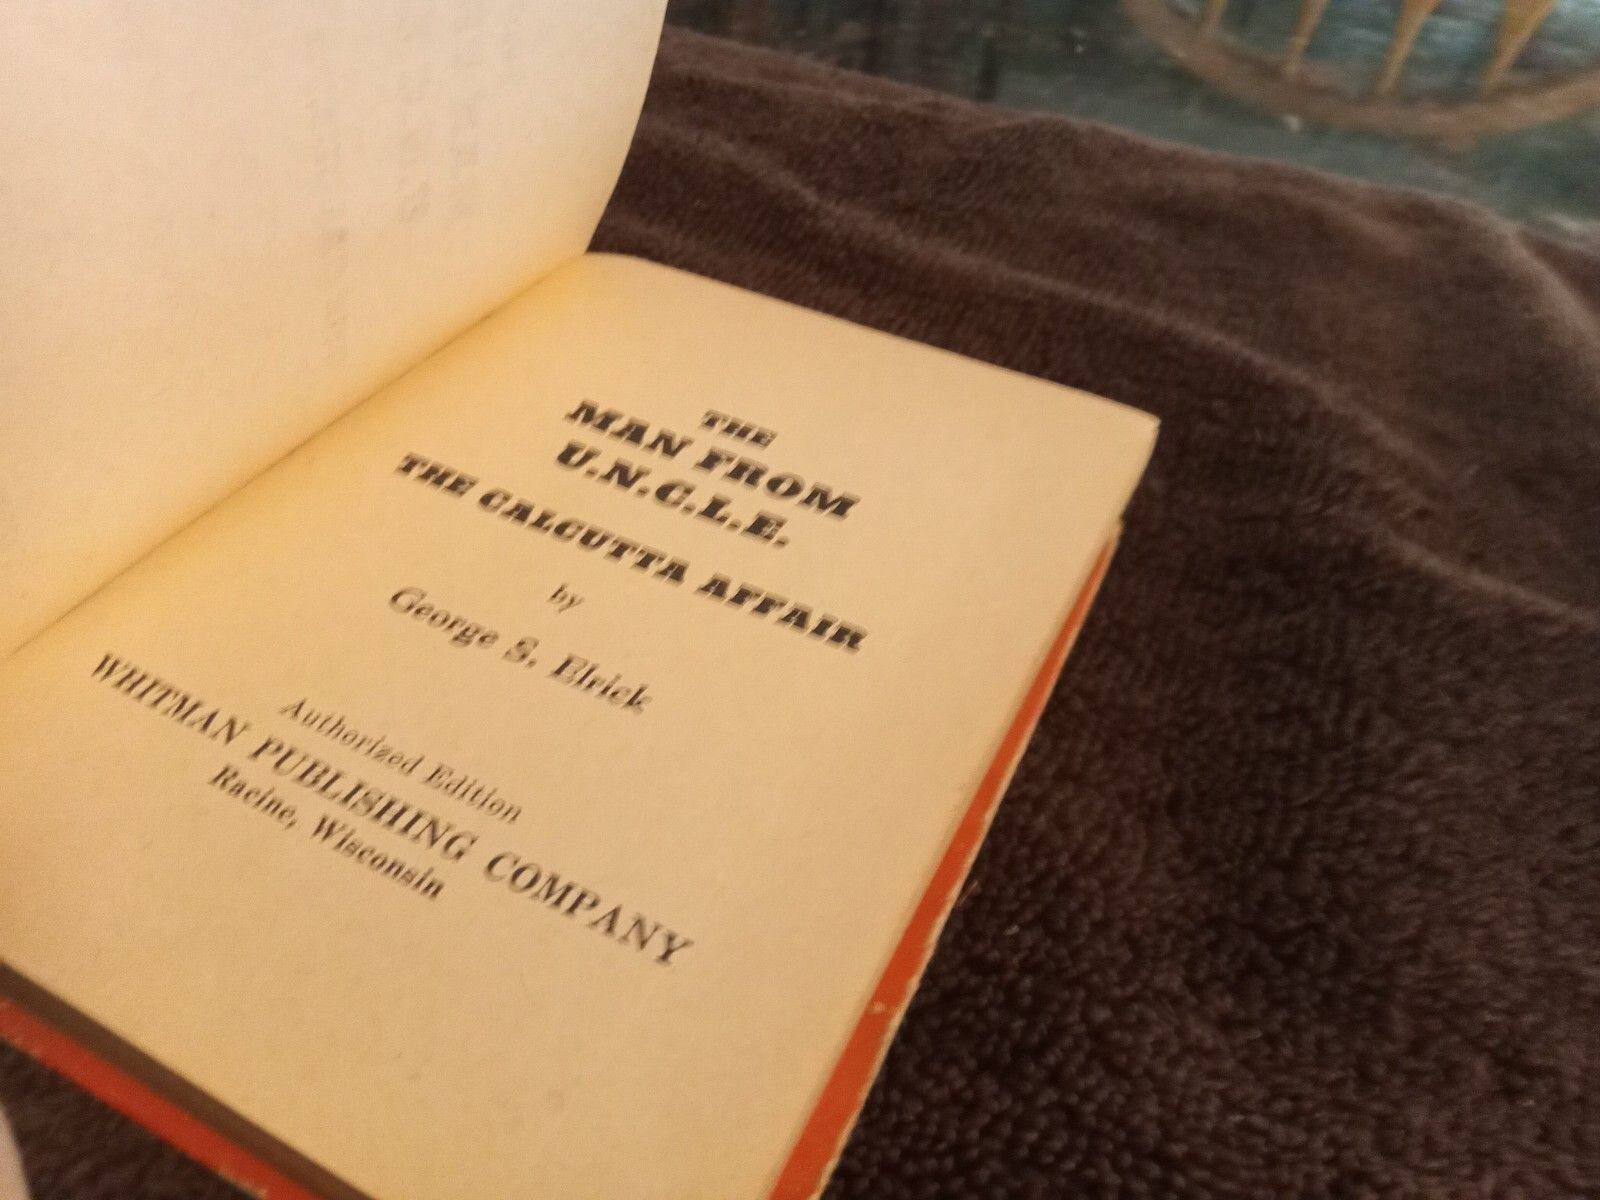 THE
MAN FROM
U.N.C.L.E.
THE CALCUTTA AFFAIR
by
George S. Elrick
Authorized Edition
WHITMAN PUBLISHING COMPANY
Racine, Wisconsin